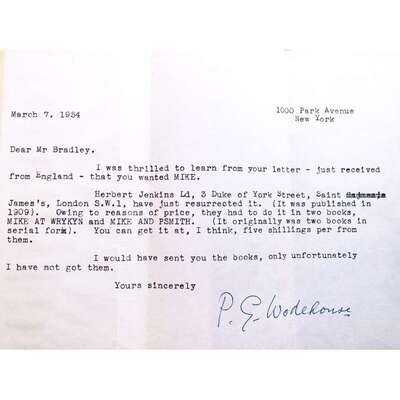 March 7. 1954
1000 Park Avenue
New York
Dear Mr Bradley.
I was thrilled to learn from your letter - just received
from England - that you wanted MIKE.
Herbert Jenkins Ld, 3 Duke of York Street, Saint
James's, London S.W.1, have just resurrected it. (It was published in
1909). Owing to reasons of price, they had to do it in two books,
MIKE AT WRYKYN and MIKE AND PSMITH. (It originally was two books in
serial form). You can get it at, I think, five shillings per from
them.
I would have sent you the books, only unfortunately
I have not got them.
Yours sincerely
P. G. Wodehouse